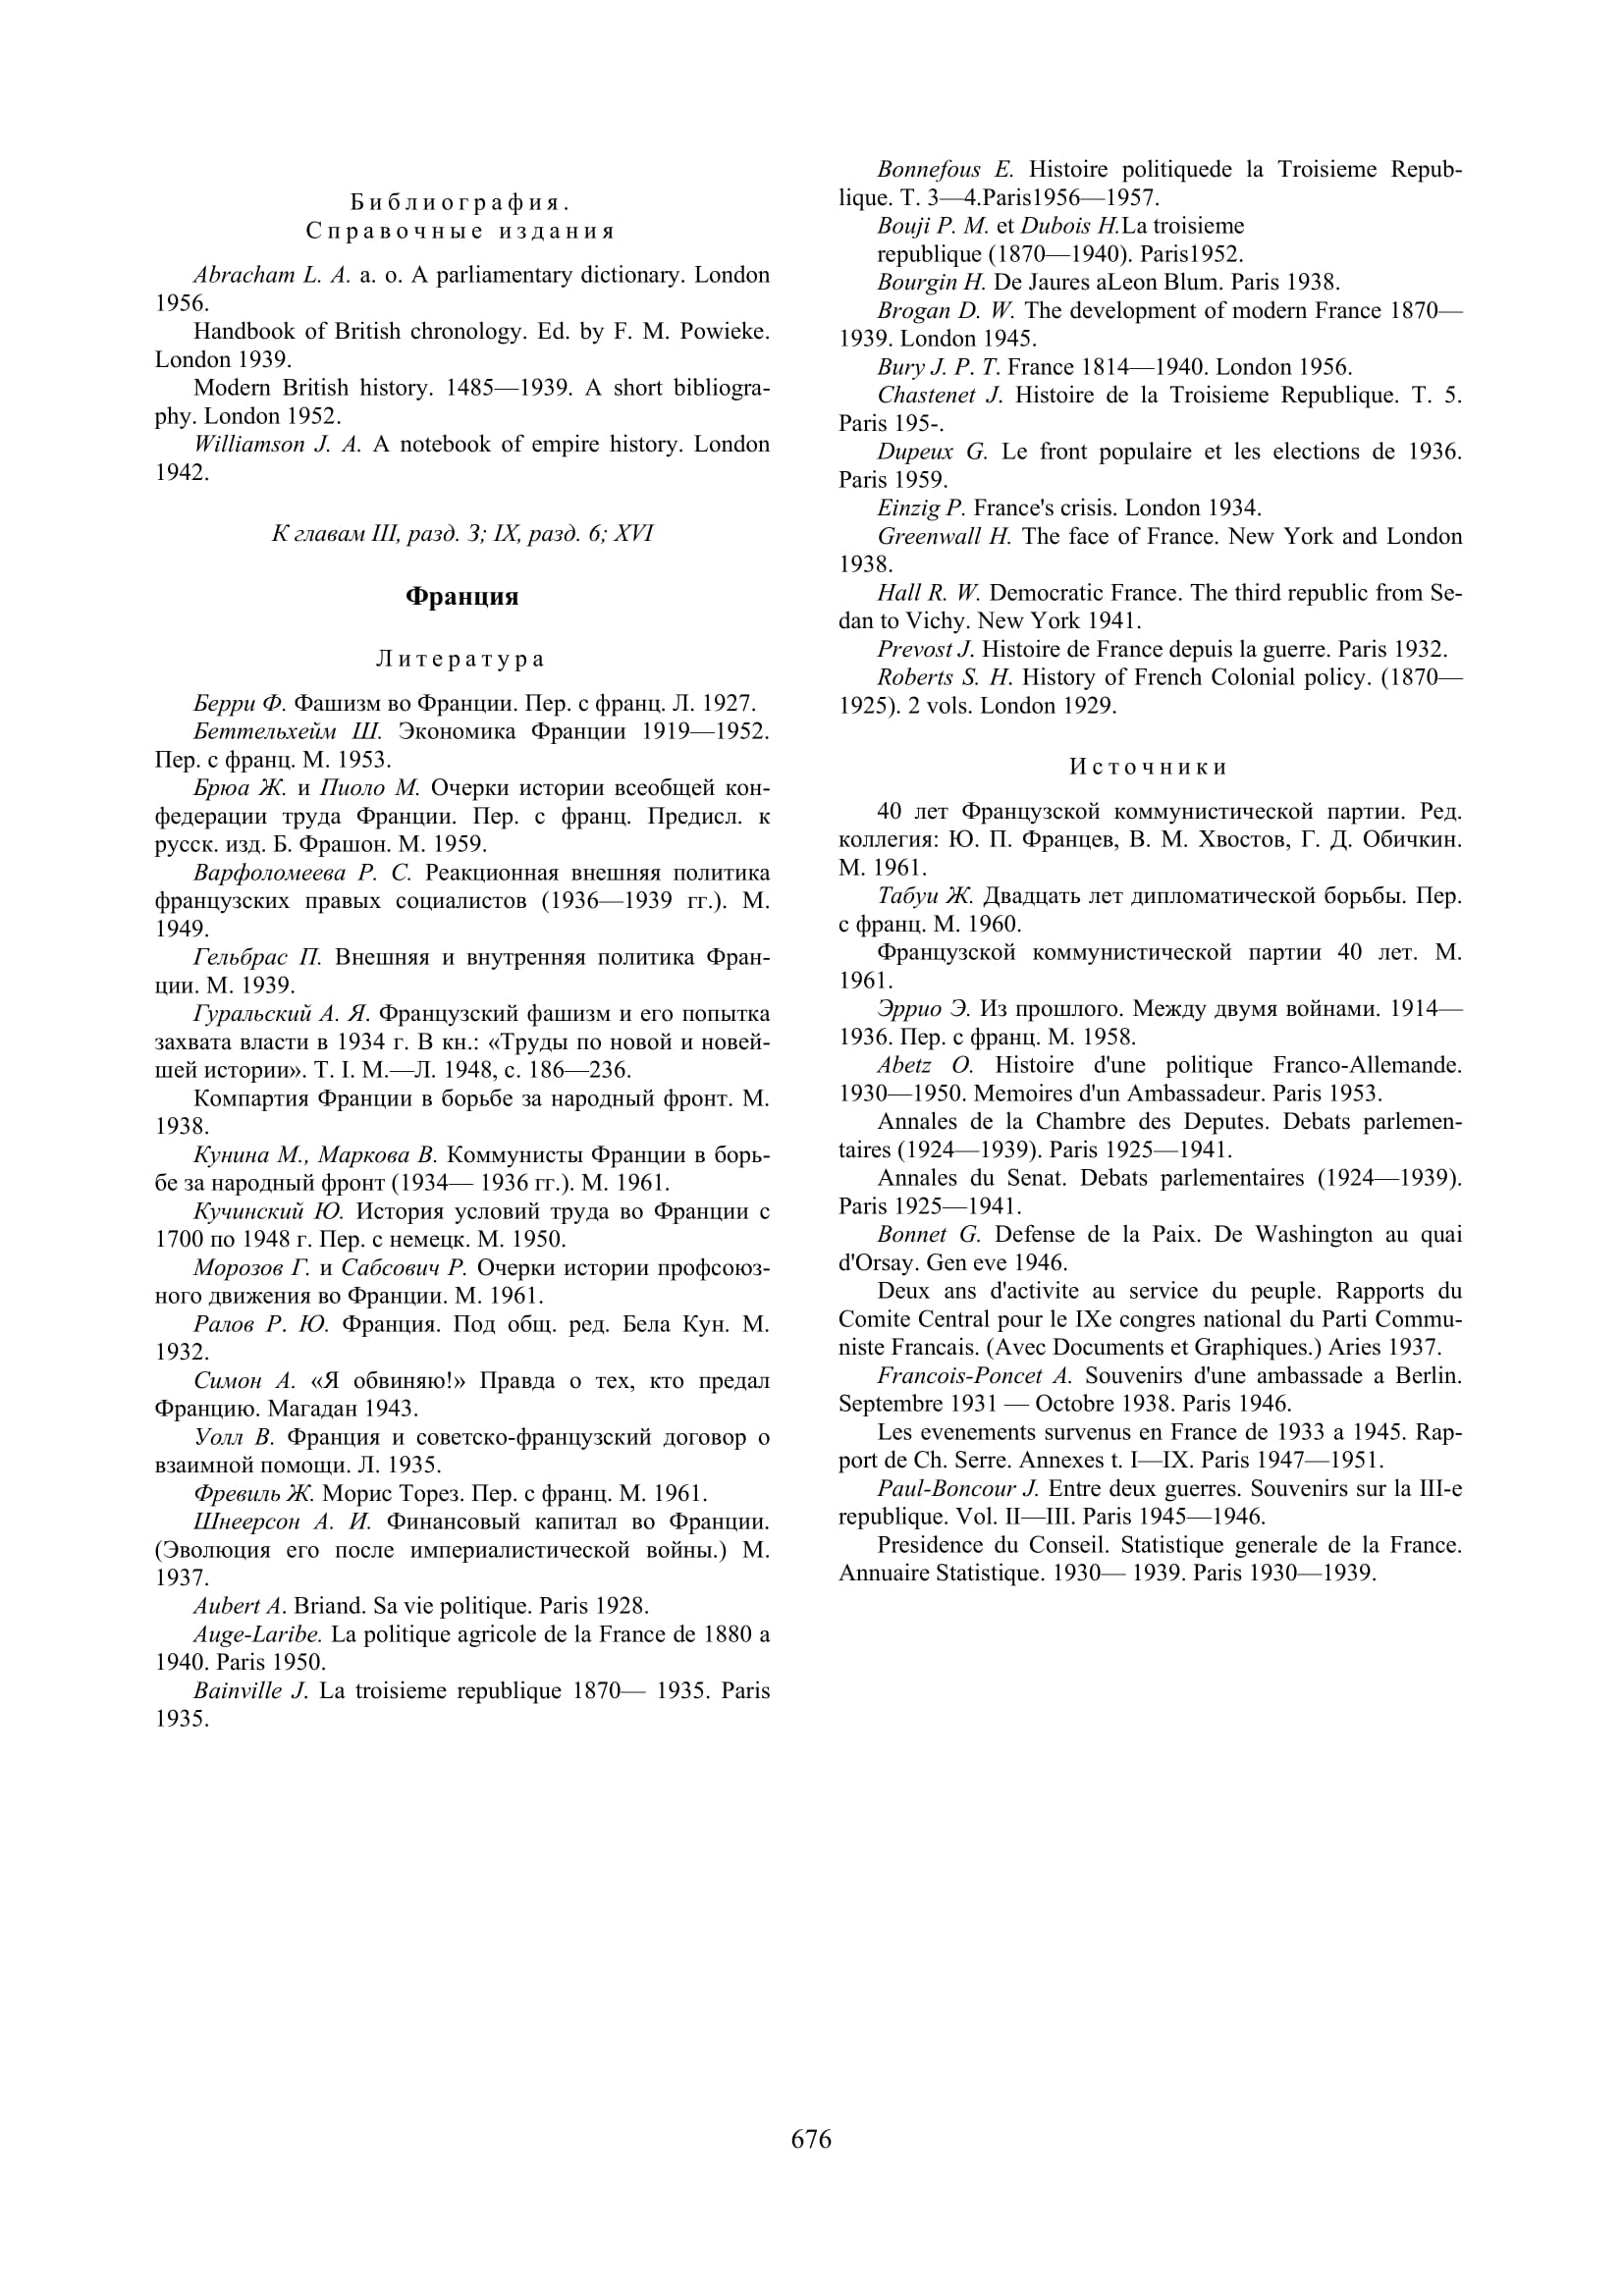 Библиография.
Справочные издания
Abracham L. A. a. o. A parliamentary dictionary. London
1956.
Handbook of British chronology. Ed. by F. M. Powieke.
London 1939.
Modern British history. 1485—1939. A short bibliogra-
phy. London 1952.
Williamson J. A. A notebook of empire history. London
1942.
К главам III, разд. 3; IX, разд. 6; XVI
Франция
Литература
Берри Ф. Фашизм во Франции. Пер. с франц. Л. 1927.
Беттельхейм Ш. Экономика Франции 1919—1952.
Пер. с франц. М. 1953.
Брюа Ж. и Пиоло М. Очерки истории всеобщей кон-
федерации труда Франции. Пер. с франц. Предисл. к
русск. изд. Б. Фрашон. М. 1959.
Варфоломеева Р. С. Реакционная внешняя политика
французских правых социалистов (1936—1939 гг.). М.
1949.
Гельбрас П. Внешняя и внутренняя политика Фран-
ции. М. 1939.
Гуральский А. Я. Французский фашизм и его попытка
захвата власти в 1934 г. В кн.: «Труды по новой и новей-
шей истории». Т. I. М.—Л. 1948, с. 186—236.
Компартия Франции в борьбе за народный фронт. М.
1938.
Кунина М., Маркова В. Коммунисты Франции в борь-
бе за народный фронт (1934— 1936 гг.). М. 1961.
Кучинский Ю. История условий труда во Франции с
1700 по 1948 г. Пер. с немецк. М. 1950.
Морозов Г. и Сабсович Р. Очерки истории профсоюз-
ного движения во Франции. М. 1961.
Ралов Р. Ю. Франция. Под общ. ред. Бела Кун. М.
1932.
Симон А. «Я обвиняю!» Правда о тех, кто предал
Францию. Магадан 1943.
Уолл В. Франция и советско-французский договор о
взаимной помощи. Л. 1935.
Фревиль Ж. Морис Торез. Пер. с франц. М. 1961.
Шнеерсон А. И. Финансовый капитал во Франции.
(Эволюция его после империалистической войны.) М.
1937.
Aubert A. Briand. Sa vie politique. Paris 1928.
Auge-Laribe. La politique agricole de la France de 1880 a
1940. Paris 1950.
Bainville J. La troisieme republique 1870— 1935. Paris
1935.
Bonnefous E. Histoire politiquede la Troisieme Repub-
lique. T. 3—4.Paris1956—1957.
Bouji P. M. et Dubois H.La troisieme
republique (1870—1940). Paris1952.
Bourgin H. De Jaures aLeon Blum. Paris 1938.
Brogan D. W. The development of modern France 1870—
1939. London 1945.
Bury J. P. T. France 1814—1940. London 1956.
Chastenet J. Histoire de la Troisieme Republique. T. 5.
Paris 195-.
Dupeux G. Le front populaire et les elections de 1936.
Paris 1959.
Einzig P. France's crisis. London 1934.
Greenwall H. The face of France. New York and London
1938.
Hall R. W. Democratic France. The third republic from Se-
dan to Vichy. New York 1941.
Prevost J. Histoire de France depuis la guerre. Paris 1932.
Roberts S. H. History of French Colonial policy. (1870—
1925). 2 vols. London 1929.
Источники
40 лет Французской коммунистической партии. Ред.
коллегия: Ю. П. Францев, В. М. Хвостов, Г. Д. Обичкин.
М. 1961.
Табуи Ж. Двадцать лет дипломатической борьбы. Пер.
с франц. М. 1960.
Французской коммунистической партии 40 лет. М.
1961.
Эррио Э. Из прошлого. Между двумя войнами. 1914—
1936. Пер. с франц. М. 1958.
Abetz O. Histoire d'une politique Franco-Allemande.
1930—1950. Memoires d'un Ambassadeur. Paris 1953.
Annales de la Chambre des Deputes. Debats parlemen-
taires (1924—1939). Paris 1925—1941.
Annales du Senat. Debats parlementaires (1924—1939).
Paris 1925—1941.
Bonnet G. Defense de la Paix. De Washington au quai
d'Orsay. Gen eve 1946.
Deux ans d'activite au service du peuple. Rapports du
Comite Central pour le IXe congres national du Parti Commu-
niste Francais. (Avec Documents et Graphiques.) Aries 1937.
Francois-Poncet A. Souvenirs d'une ambassade a Berlin.
Septembre 1931 — Octobre 1938. Paris 1946.
Les evenements survenus en France de 1933 a 1945. Rap-
port de Ch. Serre. Annexes t. I—IX. Paris 1947—1951.
Paul-Boncour J. Entre deux guerres. Souvenirs sur la III-e
republique. Vol. II—III. Paris 1945—1946.
Presidence du Conseil. Statistique generale de la France.
Annuaire Statistique. 1930— 1939. Paris 1930—1939.
676